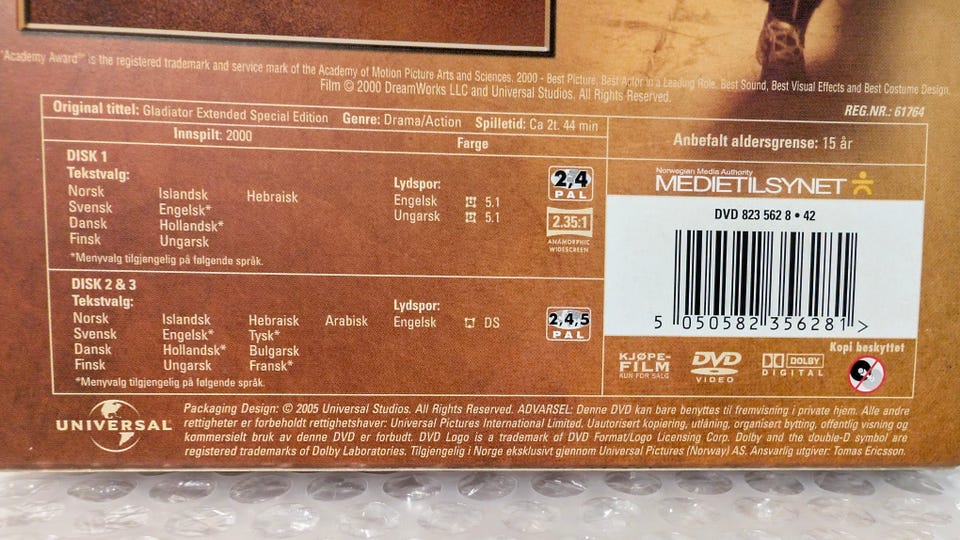 "Academy Award" is the registered trademark and service mark of the Academy of Motion Picture Arts and Sciences. 2000 - Best Picture, Best Actor in a Leading Role, Best Sound, Best Visual Effects and Best Costume Design.
Film © 2000 DreamWorks LLC and Universal Studios. All Rights Reserved.
REG.NR.: 61764
Original tittel: Gladiator Extended Special Edition Genre: Drama/Action Spilletid: Ca 2t. 44 min
Innspilt: 2000 Farge
Anbefalt aldersgrense: 15 år
DISK 1
Tekstvalg:
Norsk Islandsk Hebraisk
Svensk Engelsk*
Dansk Hollandsk*
Finsk Ungarsk
*Menyvalg tilgjengelig på følgende språk.
Lydspor:
Engelsk 5.1
Ungarsk 5.1
2,4
PAL
2.35:1
ANAMORPHIC
WIDESCREEN
Norwegian Media Authority
MEDIETILSYNET
DVD 823 562 8 • 42
5 050582 356281 >
DISK 2 & 3
Tekstvalg:
Norsk Islandsk Hebraisk Arabisk
Svensk Engelsk* Tysk*
Dansk Hollandsk* Bulgarsk
Finsk Ungarsk Fransk*
*Menyvalg tilgjengelig på følgende språk.
Lydspor:
Engelsk DS
2,4,5
PAL
KJØPE-
FILM
KUN FOR SALG
DVD
VIDEO
DOLBY
DIGITAL
Kopi beskyttet
UNIVERSAL
Packaging Design: © 2005 Universal Studios. All Rights Reserved. ADVARSEL: Denne DVD kan bare benyttes til fremvisning i private hjem. Alle andre
rettigheter er forbeholdt rettighetshaver: Universal Pictures International Limited. Uautorisert kopiering, utlåning, organisert bytting, offentlig visning og
kommersielt bruk av denne DVD er forbudt. DVD Logo is a trademark of DVD Format/Logo Licensing Corp. Dolby and the double-D symbol are
registered trademarks of Dolby Laboratories. Tilgjengelig i Norge eksklusivt gjennom Universal Pictures (Norway) AS. Ansvarlig utgiver: Tomas Ericsson.